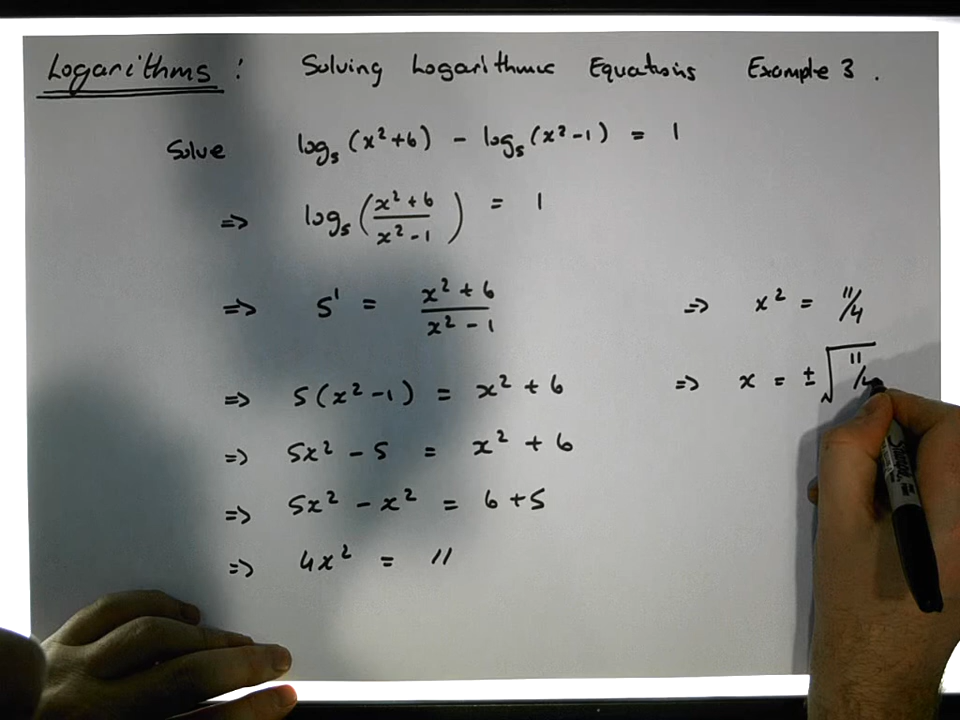 Logarithms : Solving Logarithmic Equations Example 3 .
Solve log₅(x²+6) - log₅(x²-1) = 1
=> log₅((x²+6)/(x²-1)) = 1
=> 5¹ = (x²+6)/(x²-1)
=> 5(x²-1) = x²+6
=> 5x²-5 = x²+6
=> 5x²-x² = 6+5
=> 4x² = 11
=> x² = 11/4
=> x = ±√(11/4)